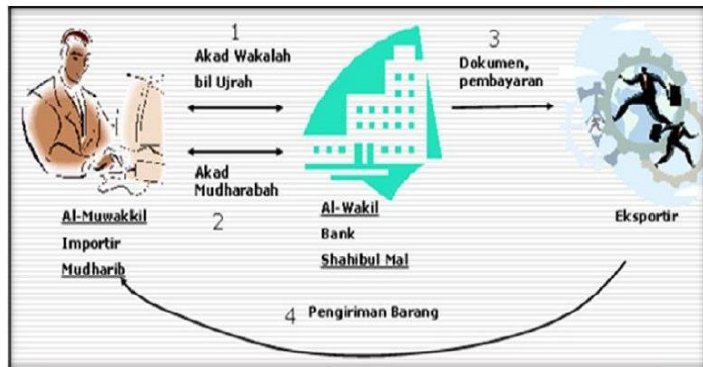 1
Akad Wakalah
bil Ujrah
3
Dokumen,
pembayaran
Akad
Mudharabah
2
Al-Muwakkil
Importir
Mudharib
Al-Wakil
Bank
Shahibul Mal
Eksportir
4 Pengiriman Barang